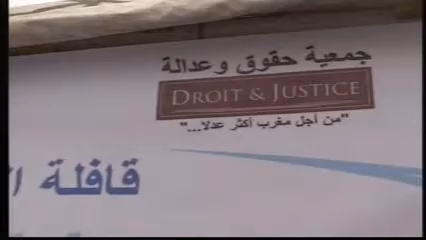 جمعية حقوق وعدالة
DROIT & JUSTICE
"من أجل مغرب أكثر عدلا..."
قافلة